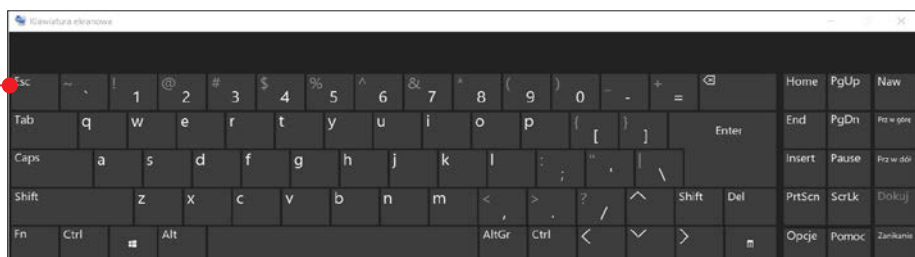 Klawiatura ekranowa
Esc ~ ` ! 1 @ 2 # 3 $ 4 % 5 ^ 6 & 7 * 8 ( 9 ) 0 _ - + = Home PgUp Naw
Tab q w e r t y u i o p { [ } ] Enter End PgDn Prz w górę
Caps a s d f g h j k l : ; " ' | \ Insert Pause Prz w dół
Shift z x c v b n m < , > . ? / Shift Del PrtScn ScrLk Dokuj
Fn Ctrl Alt AltGr Ctrl Opcje Pomoc Zanikanie